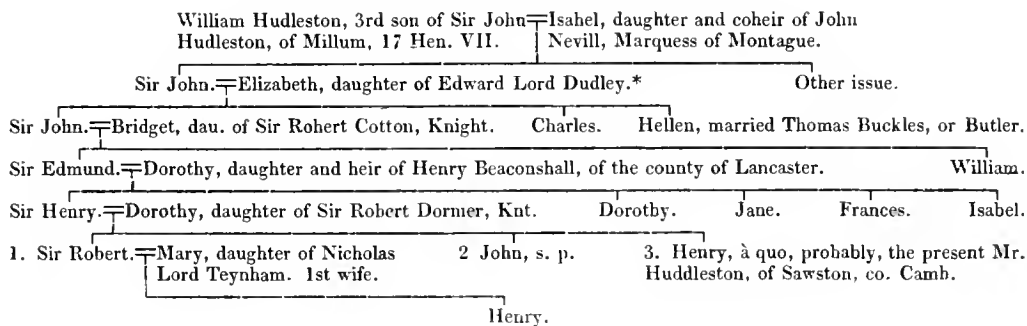 William Hudleston, 3rd son of Sir John Isahel, daughter and coheir of John
Hudleston, of Millum, 17 Hen. VII. Nevill, Marquess of Montague.
Sir John. Elizabeth, daughter of Edward Lord Dudley.* Other issue.
Sir John. Bridget, dau. of Sir Robert Cotton, Knight. Charles. Hellen, married Thomas Buckles, or Butler.
Sir Edmund. Dorothy, daughter and heir of Henry Beaconshall, of the county of Lancaster. William.
Sir Henry. Dorothy, daughter of Sir Robert Dormer, Knt. Dorothy. Jane. Frances. Isabel.
1. Sir Robert. Mary, daughter of Nicholas 2 John, s. p. 3. Henry, à quo, probably, the present Mr.
Lord Teynham. 1st wife. Huddleston, of Sawston, co. Camb.
Henry.